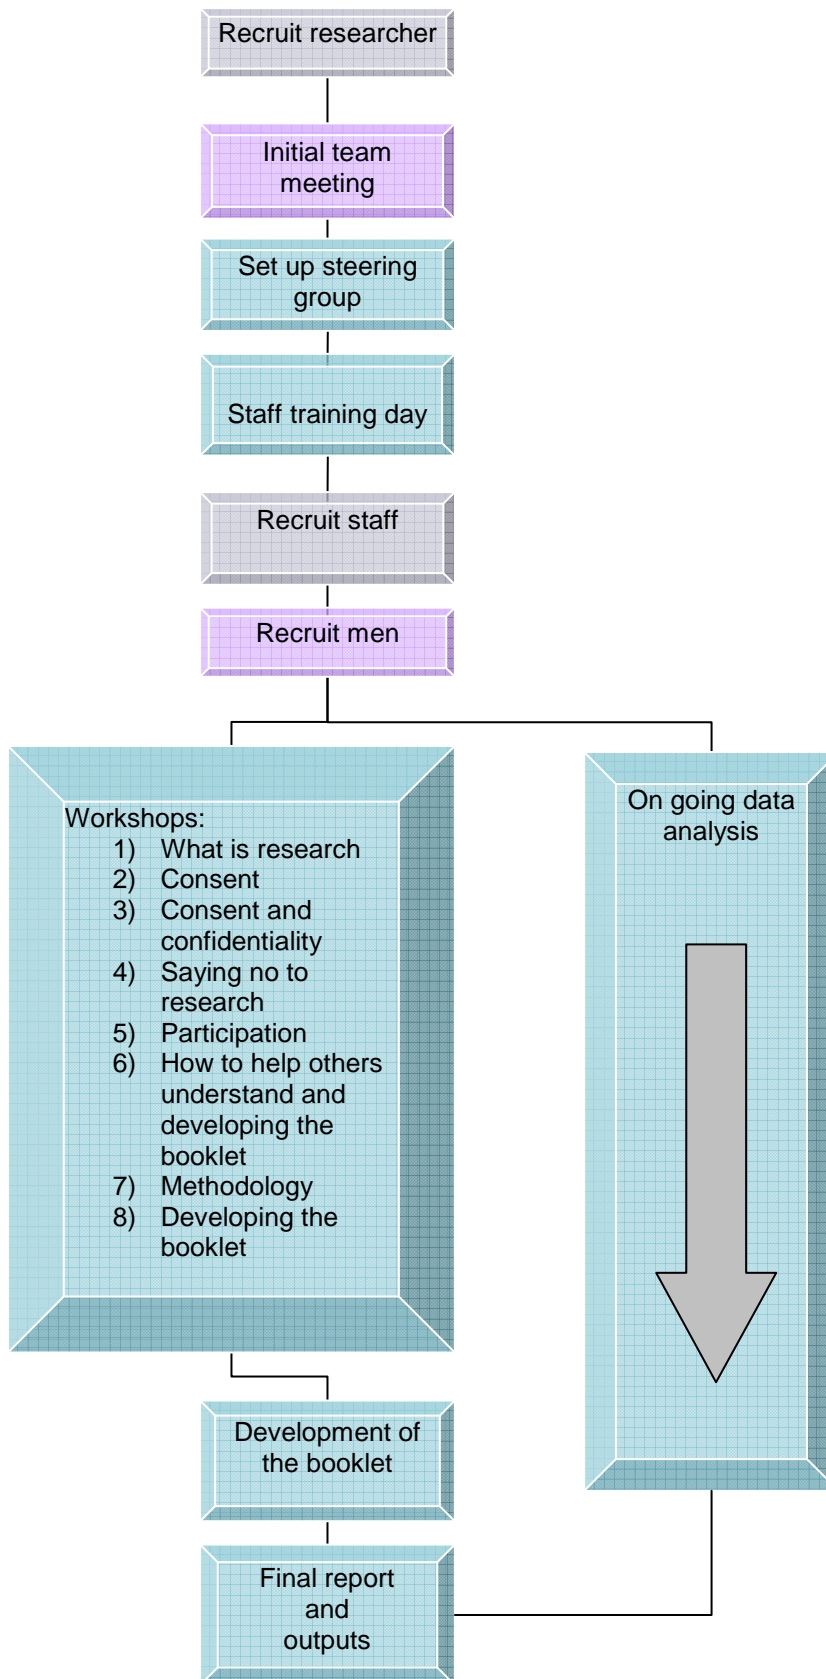 Recruit researcher
Initial team
meeting
Set up steering
group
Staff training day
Recruit staff
Recruit men
Workshops:
1) What is research
2) Consent
3) Consent and
confidentiality
4) Saying no to
research
5) Participation
6) How to help others
understand and
developing the
booklet
7) Methodology
8) Developing the
booklet
On going data
analysis
Development of
the booklet
Final report
and
outputs